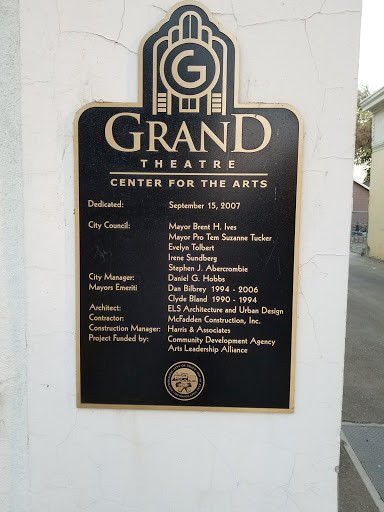 G
GRAND
THEATRE
CENTER FOR THE ARTS
Dedicated: September 15, 2007
City Council: Mayor Brent H. Ives
Mayor Pro Tem Suzanne Tucker
Evelyn Tolbert
Irene Sundberg
Stephen J. Abercrombie
City Manager: Daniel G. Hobbs
Mayors Emeriti Dan Bilbrey 1994 - 2006
Clyde Bland 1990 - 1994
Architect: ELS Architecture and Urban Design
Contractor: McFadden Construction, Inc.
Construction Manager: Harris & Associates
Project Funded by: Community Development Agency
Arts Leadership Alliance